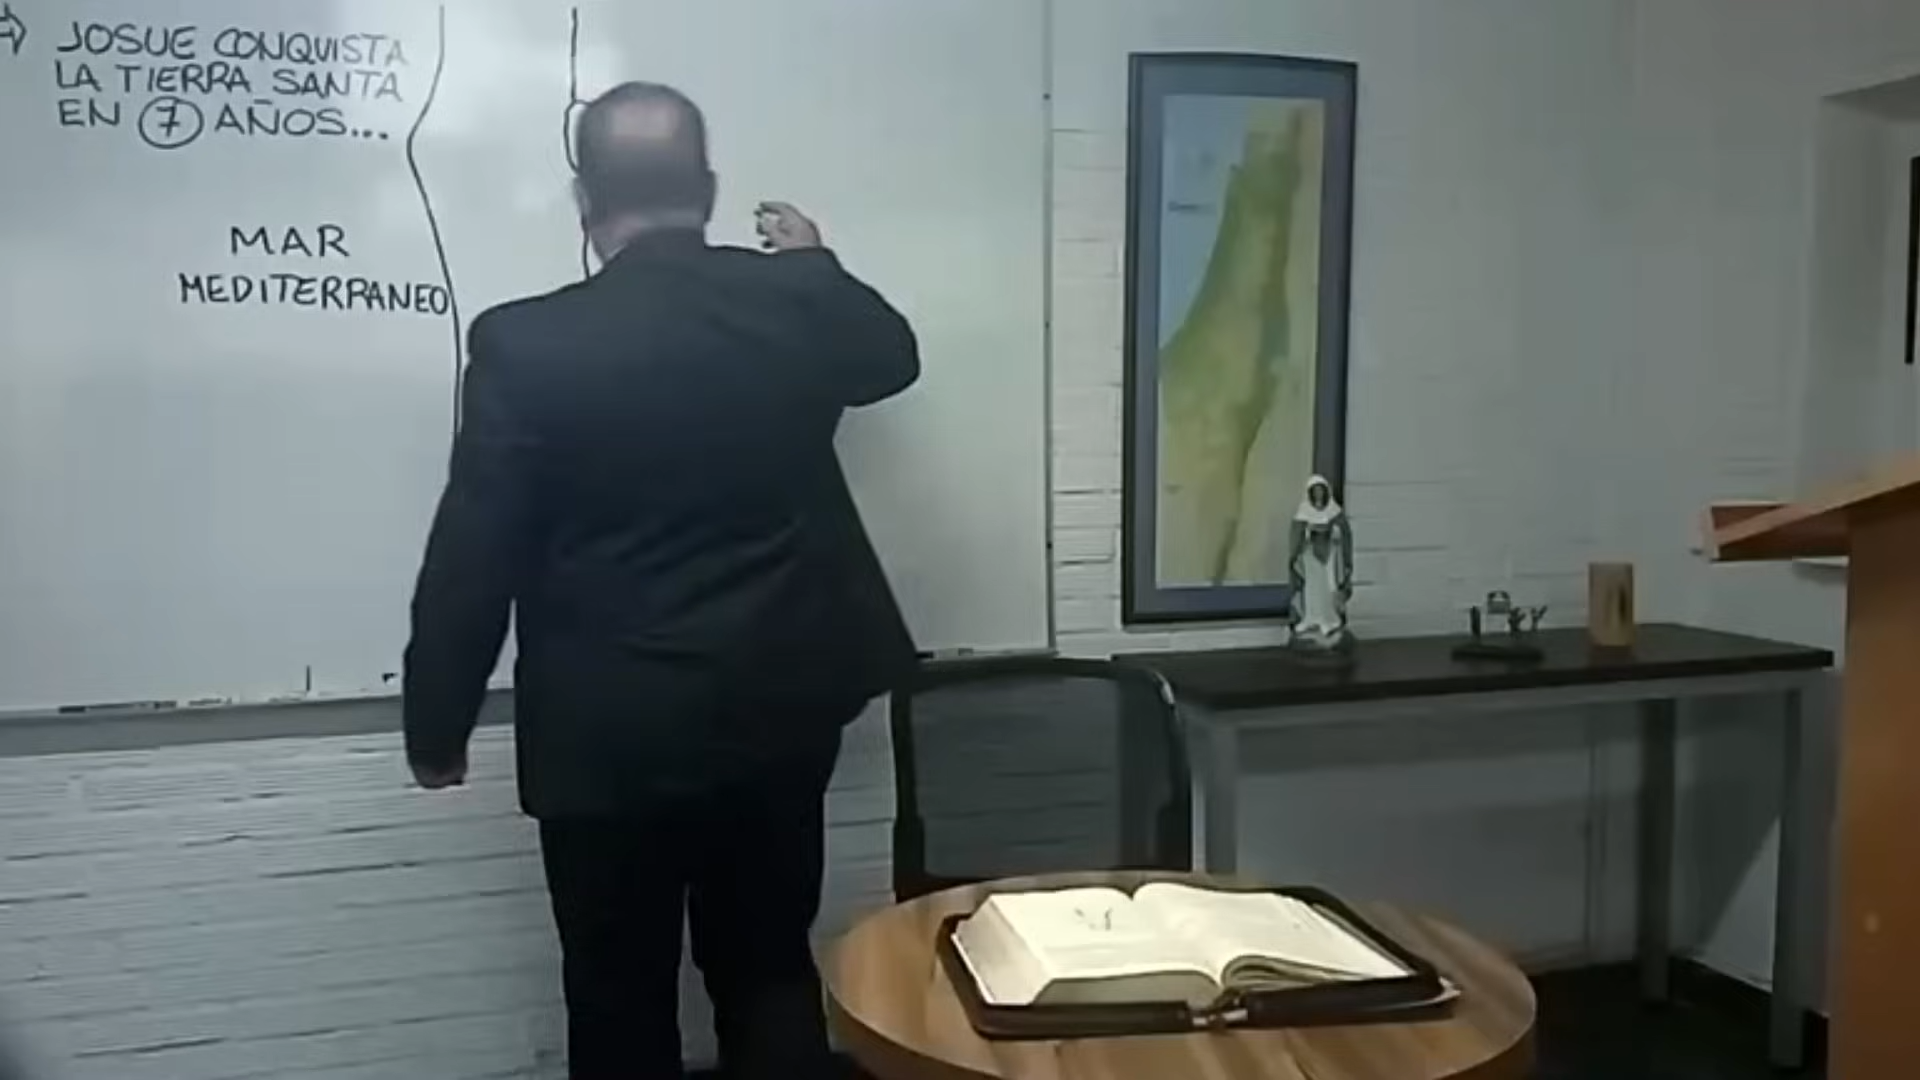 ⇒ JOSUE CONQUISTA
LA TIERRA SANTA
EN 7 AÑOS...
MAR
MEDITERRANEO